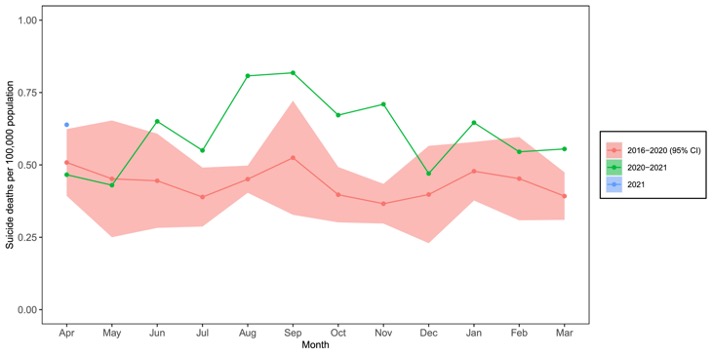 1.00
0.75
0.50
0.25
0.00
Suicide deaths per 100,000 population
Apr May Jun Jul Aug Sep Oct Nov Dec Jan Feb Mar
Month
2016-2020 (95% CI)
2020-2021
2021